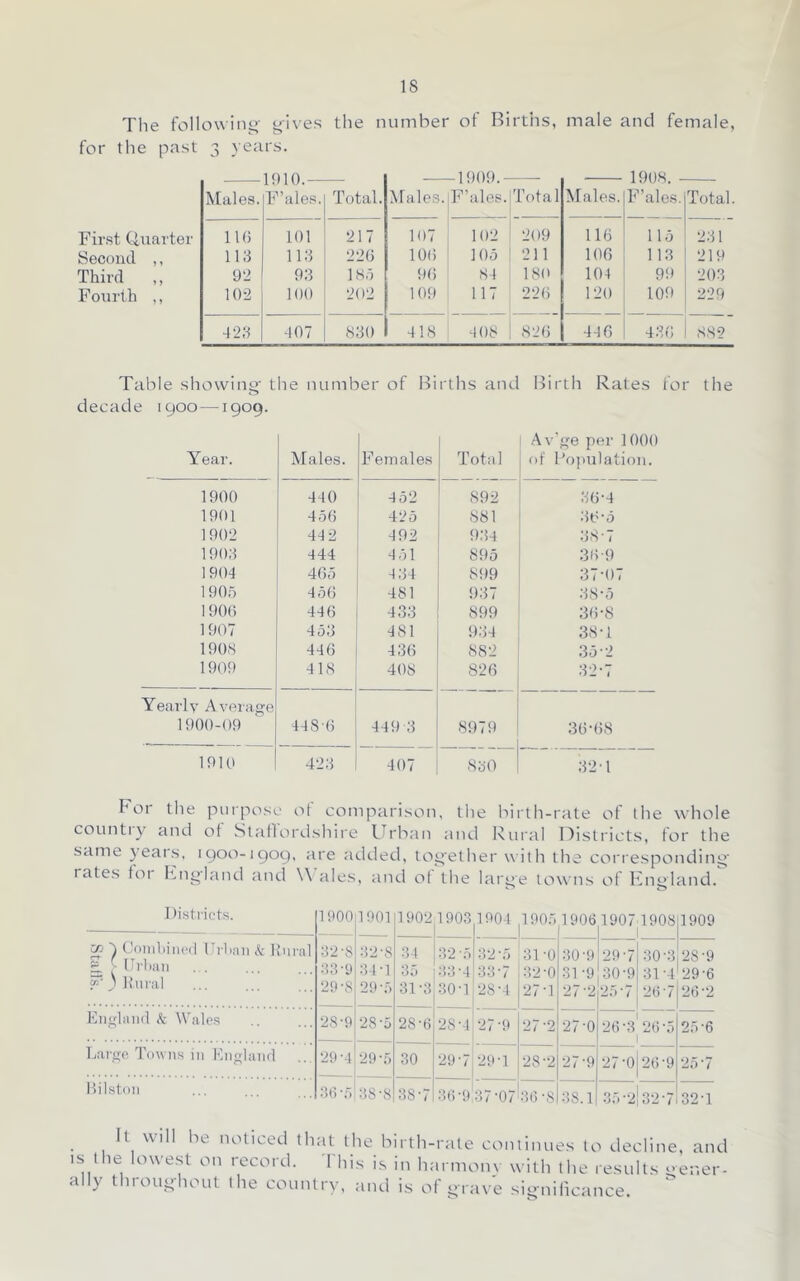 18
The following gives the number of Births, male and female,
for the past 3 years.
—— 1910. —— —— 1909. —— —— 1908. ——
Males. F'ales. Total. Males. F'ales. Total Males. F'ales. Total.
First Quarter 116 101 217 107 102 209 116 115 231
Second ,, 113 113 226 106 105 211 106 113 219
Third ,, 92 93 185 96 84 180 104 99 203
Fourth ,, 102 100 202 109 117 226 120 109 229
423 407 830 418 408 826 446 436 882
Table showing the number of Births and Birth Rates for the
decade 1900—1909.
Year. Males. Females Total Av'ge per 1000 of Population.
1900 440 452 892 36·4
1901 456 425 881 36·5
1902 442 492 934 38·7
1903 444 451 895 36·9
1904 465 434 899 37·07
1905 456 481 937 38·5
1906 446 433 899 36·8
1907 453 481 934 38·1
1908 446 436 882 35·2
1909 418 408 826 32·7
Yearly Average
1900-09 448·6 449·3 8979 36·68
1910 423 407 830 32·1
For the purpose of comparison, the birth-rate of the whole
country and of Staffordshire Urban and Rural Districts, for the
same years, 1900-1909, are added, together with the corresponding
rates for England and Wales, and of the large towns of England.
Districts. 1900 1901 1902 1903 1904 1905 1906 1907 1908 1909
Staffs. } Combined Urban & Rural 32·8 32·8 34 32·5 32·5 31·0 30·9 29·7 30·3 28·9
Urban ... ... ... 33·9 34·1 35 33·4 33·7 32·0 31·9 30·9 31·4 29·6
Rural ... ... ... 29·8 29·5 31·3 30·1 28·4 27·1 27·2 25·7 26·7 26·2
England & Wales .. ... 28·9 28·5 28·6 28·4 27·9 27·2 27·0 26·3 26·5 25·6
Large Towns in England ... 29·4 29·5 30 29·7 29·1 28·2 27·9 27·0 26·9 25·7
Bilston ... ... ... 36·5 38·8 38·7 36·9 37·07 36·8 38.1 35·2 32·7 32·1
It will be noticed that the birth-rate continues to decline, and
is the lowest on record. This is in harmony with the results gener-
ally throughout the country, and is of grave significance.